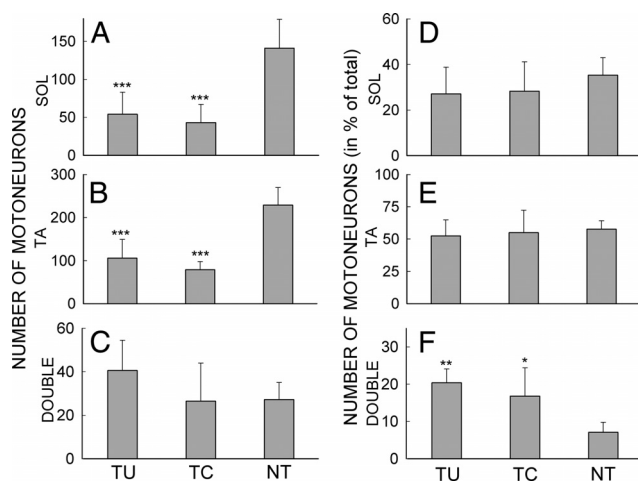 NUMBER OF MOTONEURONS
A
SOL
150
100
50
0
***
***
B
TA
300
200
100
0
***
***
C
DOUBLE
60
40
20
0
TU TC NT
NUMBER OF MOTONEURONS (in % of total)
D
SOL
60
40
20
0
E
TA
100
75
50
25
0
F
DOUBLE
30
20
10
0
**
*
TU TC NT